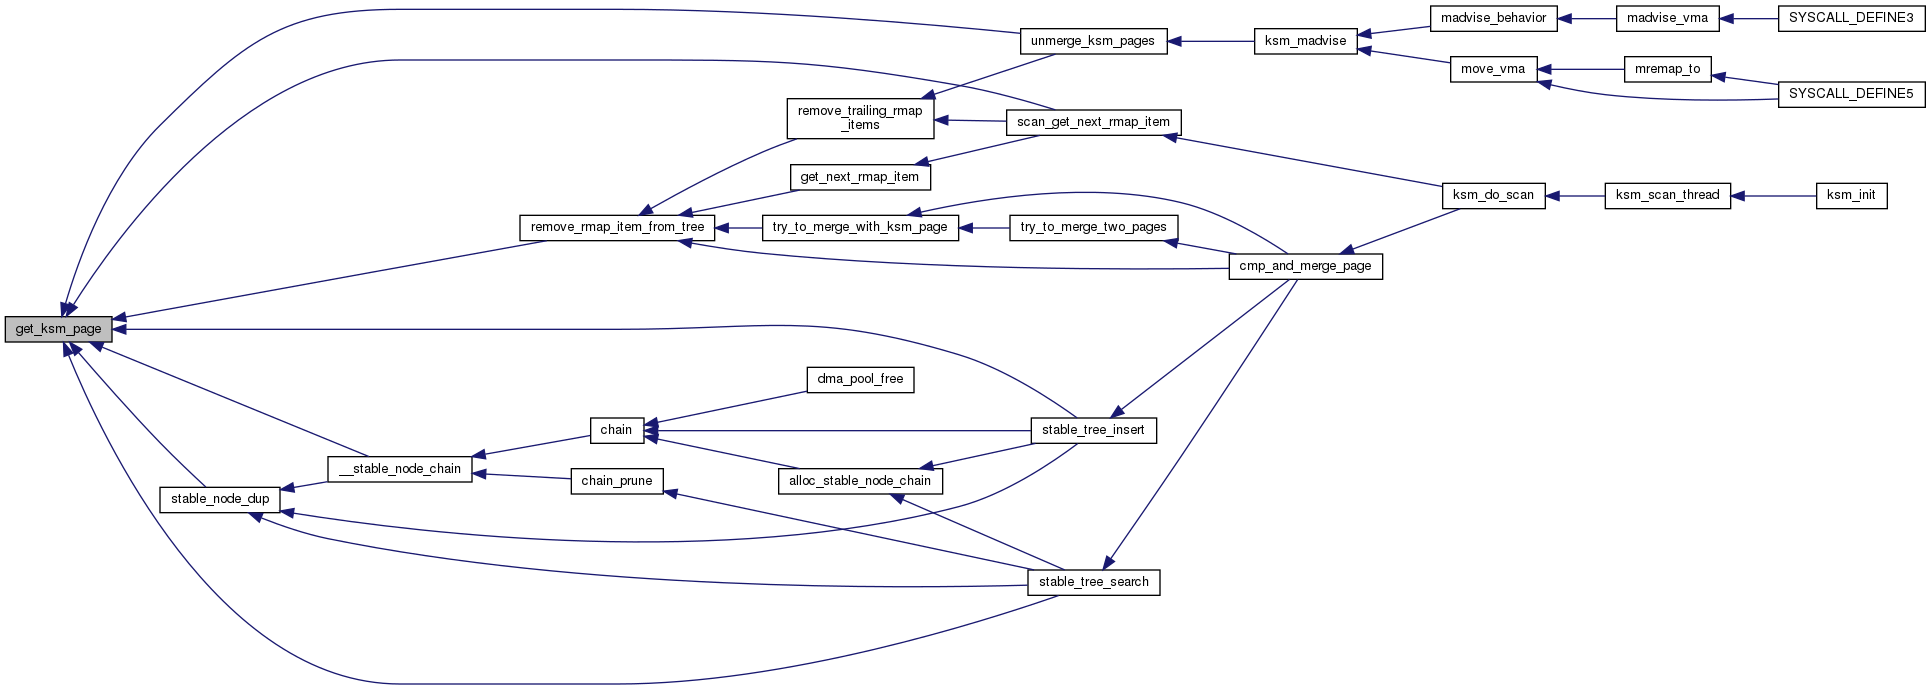 madvise_behavior
madvise_vma
SYSCALL_DEFINE3
unmerge_ksm_pages
ksm_madvise
move_vma
mremap_to
SYSCALL_DEFINE5
remove_trailing_rmap
_items
scan_get_next_rmap_item
get_next_rmap_item
ksm_do_scan
ksm_scan_thread
ksm_init
remove_rmap_item_from_tree
try_to_merge_with_ksm_page
try_to_merge_two_pages
cmp_and_merge_page
get_ksm_page
dma_pool_free
chain
stable_tree_insert
__stable_node_chain
chain_prune
alloc_stable_node_chain
stable_node_dup
stable_tree_search